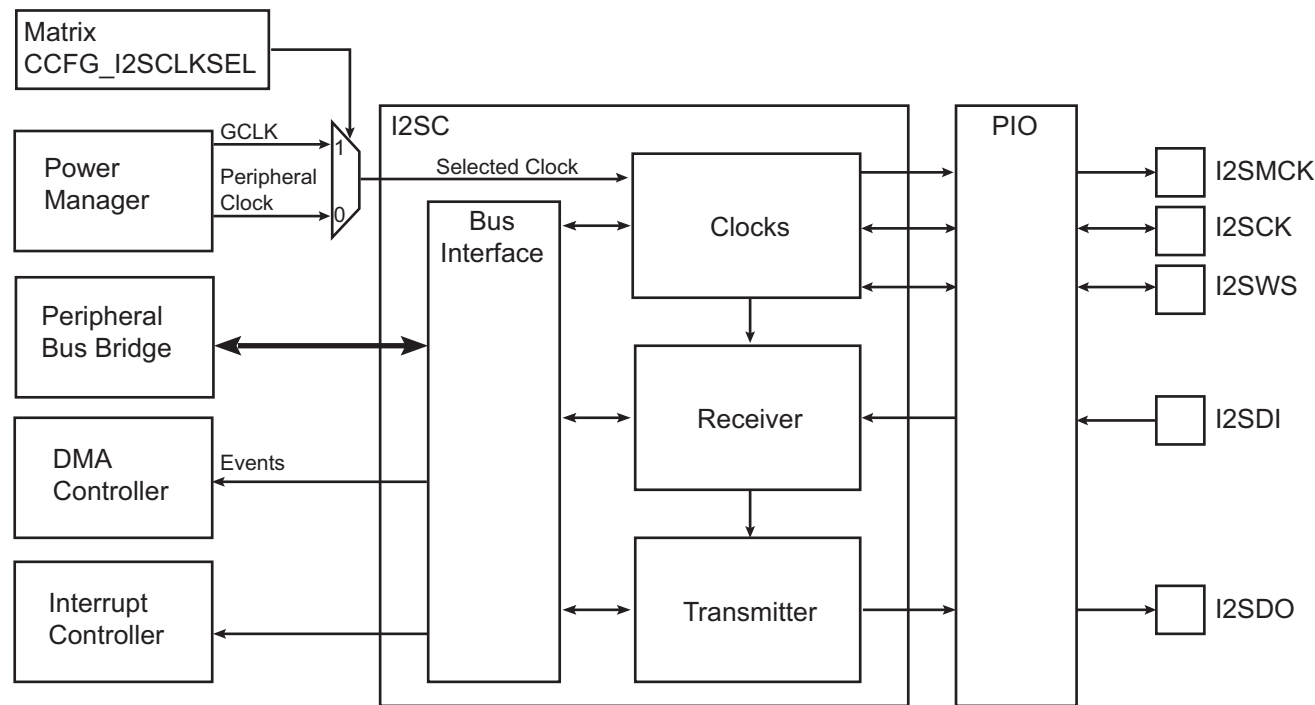 Matrix
CCFG_I2SCLKSEL
Power
Manager
GCLK
Peripheral
Clock
1
0
I2SC
Selected Clock
Bus
Interface
Clocks
PIO
I2SMCK
I2SCK
I2SWS
Peripheral
Bus Bridge
Receiver
I2SDI
DMA
Controller
Events
Interrupt
Controller
Transmitter
I2SDO